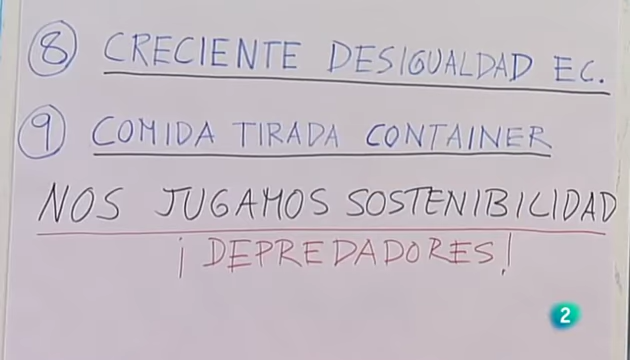 8 CRECIENTE DESIGUALDAD EC.
9 COMIDA TIRADA CONTAINER
NOS JUGAMOS SOSTENIBILIDAD
¡DEPREDADORES!
2